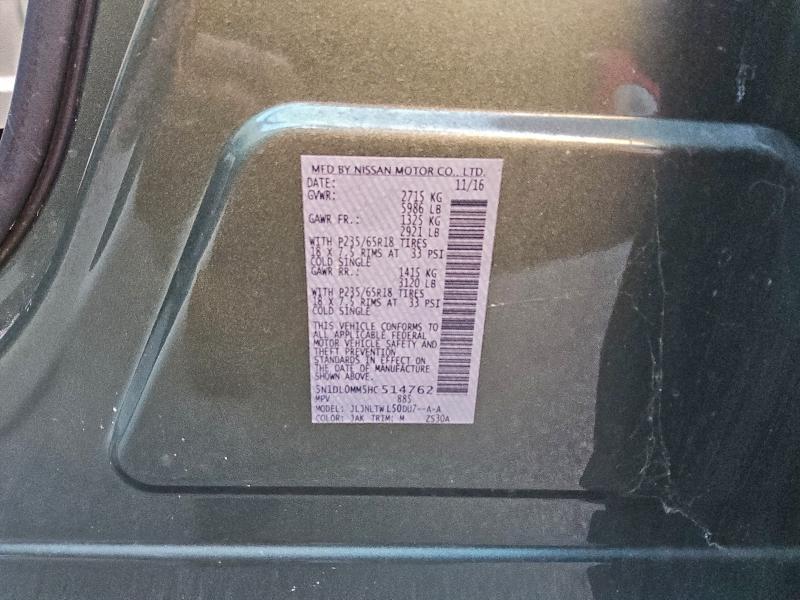 MFD BY NISSAN MOTOR CO., LTD.
DATE: 11/16
GVWR: 2715 KG
5986 LB
GAWR FR.: 1325 KG
2921 LB
WITH P235/65R18 TIRES
18 X 7.5 RIMS AT 33 PSI
COLD SINGLE
GAWR RR.: 1415 KG
3120 LB
WITH P235/65R18 TIRES
18 X 7.5 RIMS AT 33 PSI
COLD SINGLE
THIS VEHICLE CONFORMS TO
ALL APPLICABLE FEDERAL
MOTOR VEHICLE SAFETY AND
THEFT PREVENTION
STANDARDS IN EFFECT ON
THE DATE OF MANUFACTURE
SHOWN ABOVE.
5N1DL0MM5HC514762
MPV 885
MODEL: JLJNLTWL50DU7--A-A
COLOR: JAK TRIM: M Z530A